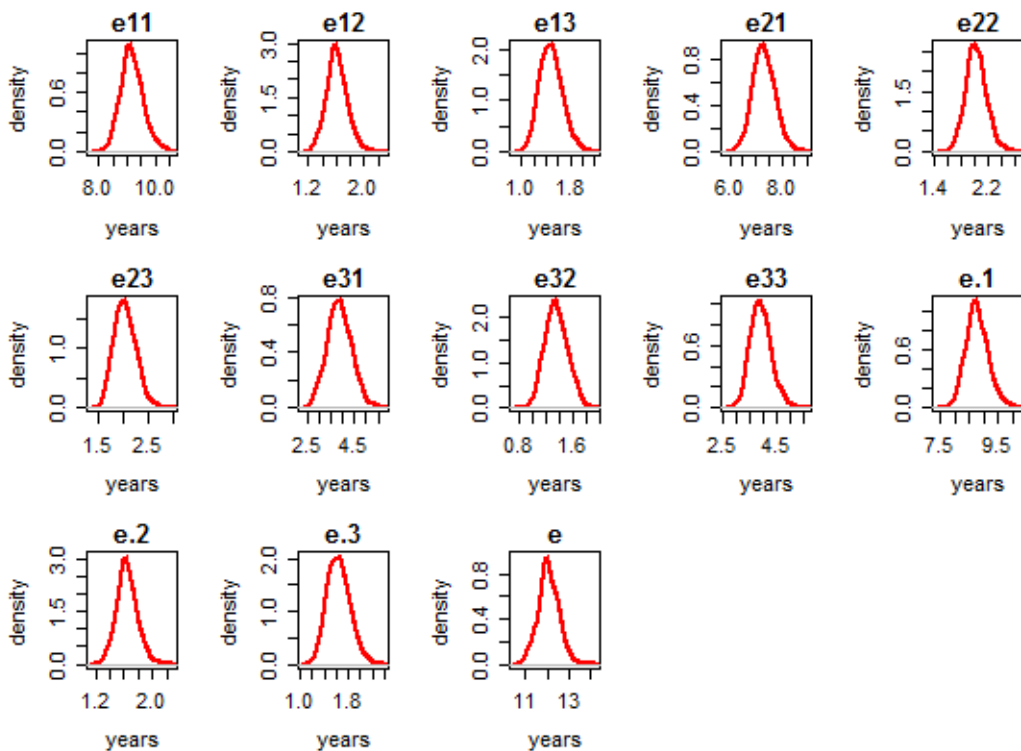 e11 e12 e13 e21 e22
density 0.0 0.6 density 0.0 1.5 3.0 density 0.0 1.0 2.0 density 0.0 0.4 0.8 density 0.0 1.5
8.0 10.0 1.2 2.0 1.0 1.8 6.0 8.0 1.4 2.2
years years years years years
e23 e31 e32 e33 e.1
density 0.0 1.0 density 0.0 0.4 0.8 density 0.0 1.0 2.0 density 0.0 0.6 density 0.0 0.6
1.5 2.5 2.5 4.5 0.8 1.6 2.5 4.5 7.5 9.5
years years years years years
e.2 e.3 e
density 0.0 1.5 3.0 density 0.0 1.0 2.0 density 0.0 0.4 0.8
1.2 2.0 1.0 1.8 11 13
years years years